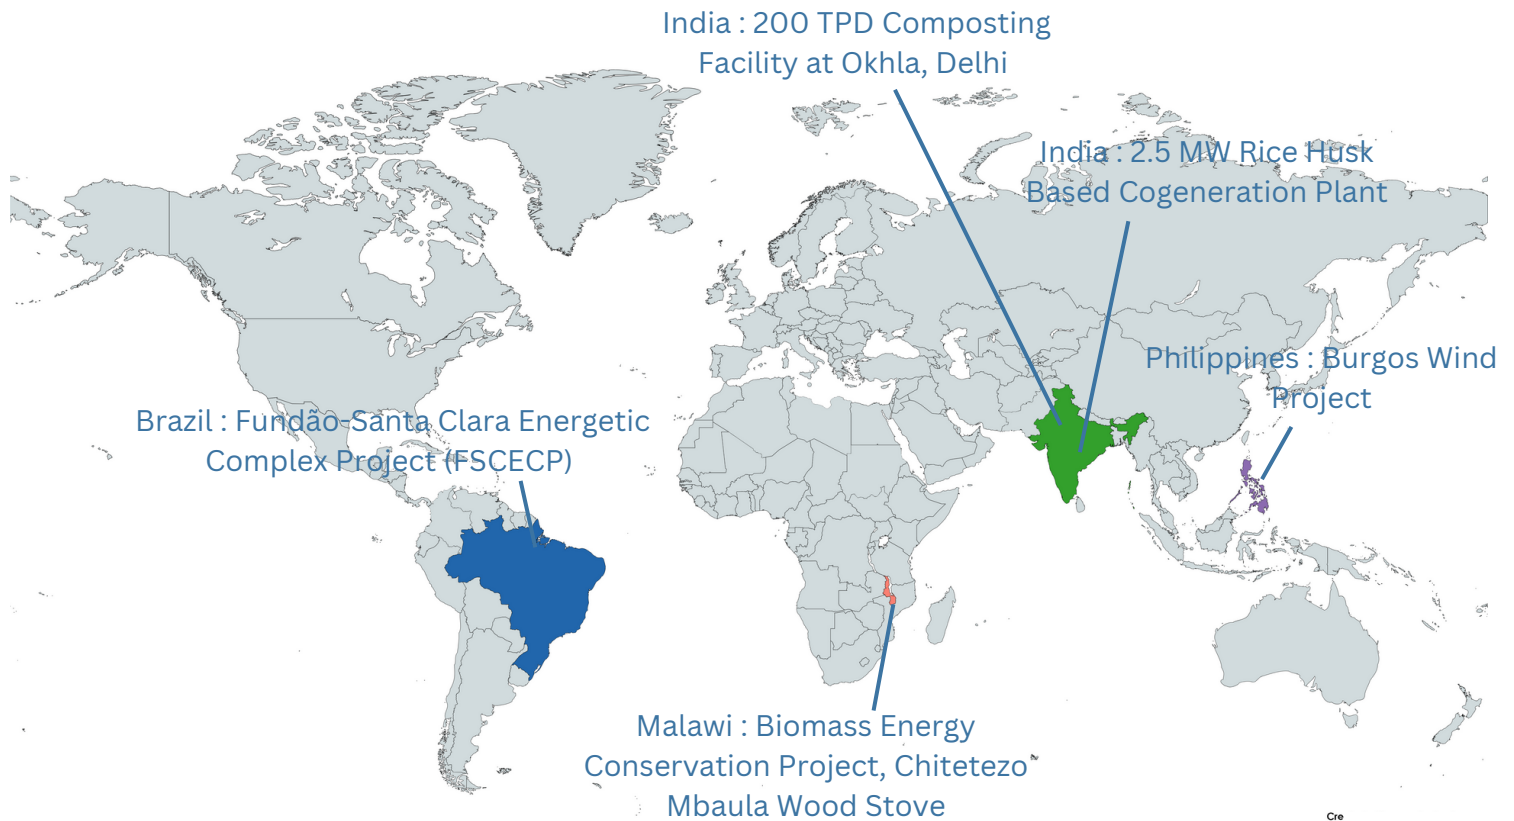 India : 200 TPD Composting
Facility at Okhla, Delhi
India : 2.5 MW Rice Husk
Based Cogeneration Plant
Philippines : Burgos Wind
Project
Brazil : Fundão-Santa Clara Energetic
Complex Project (FSCECP)
Malawi : Biomass Energy
Conservation Project, Chitetezo
Mbaula Wood Stove
Cre